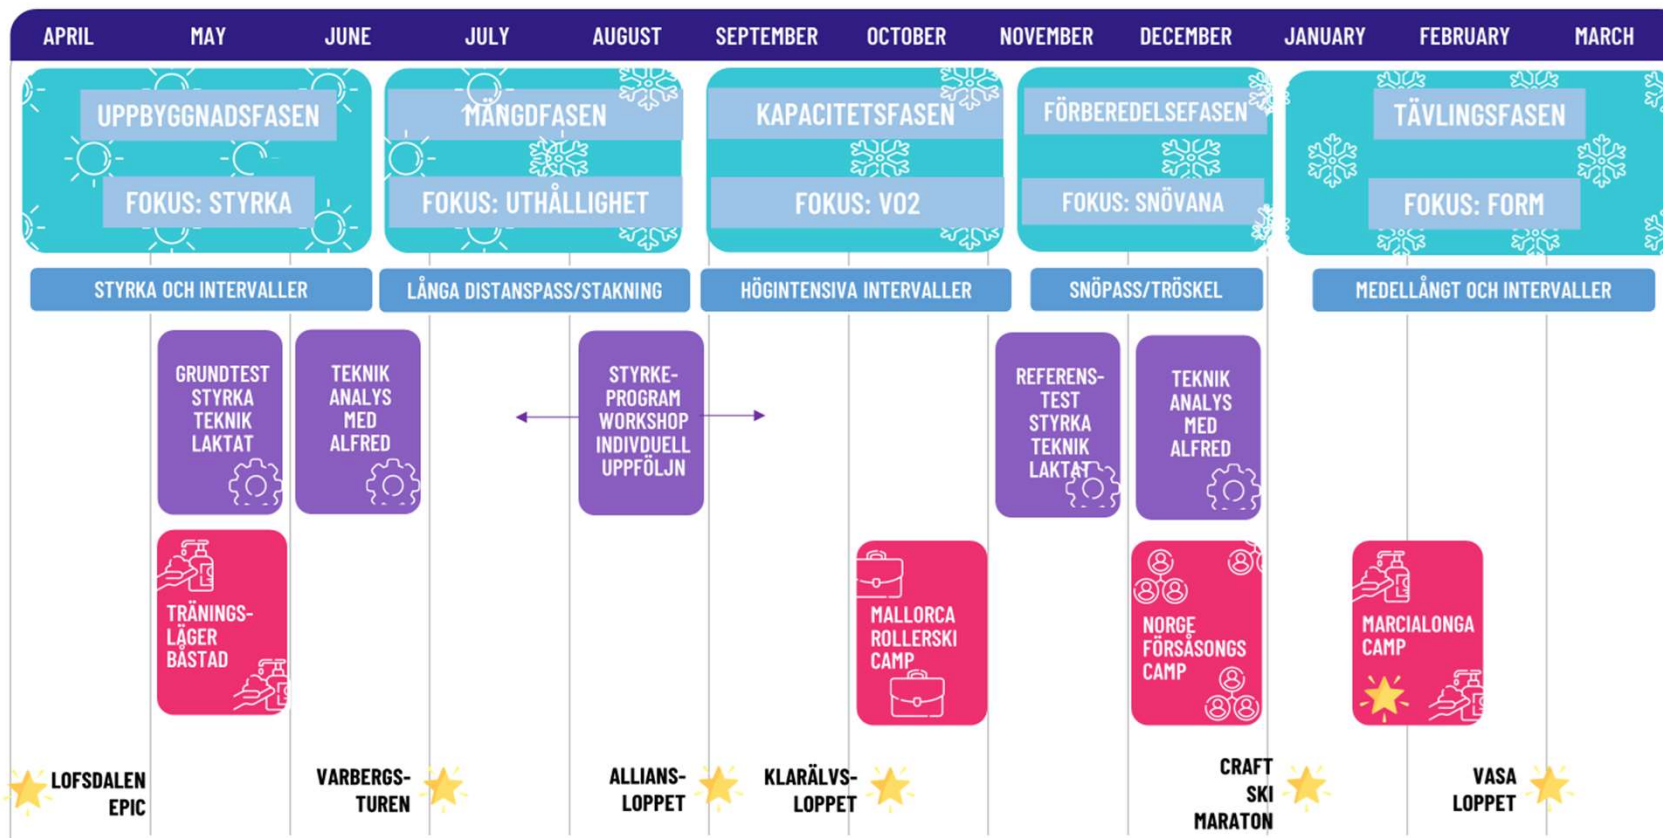 APRIL MAY JUNE JULY AUGUST SEPTEMBER OCTOBER NOVEMBER DECEMBER JANUARY FEBRUARY MARCH
UPPBYGGNADSFASEN
FOKUS: STYRKA
MÄNGDFASEN
FOKUS: UTHÅLLIGHET
KAPACITETSFASEN
FOKUS: VO2
FÖRBEREDELSEFASEN
FOKUS: SNÖVANA
TÄVLINGSFASEN
FOKUS: FORM
STYRKA OCH INTERVALLER
LÅNGA DISTANSPASS/STAKNING
HÖGINTENSIVA INTERVALLER
SNÖPASS/TRÖSKEL
MEDELLÅNGT OCH INTERVALLER
GRUNDTEST
STYRKA
TEKNIK
LAKTAT
TEKNIK
ANALYS
MED
ALFRED
STYRKE-
PROGRAM
WORKSHOP
INDIVDUELL
UPPFÖLJN
REFERENS-
TEST
STYRKA
TEKNIK
LAKTAT
TEKNIK
ANALYS
MED
ALFRED
TRÄNINGS-
LÄGER
BÅSTAD
MALLORCA
ROLLERSKI
CAMP
NORGE
FÖRSÅSONGS
CAMP
MARCIALONGA
CAMP
LOFSDALEN
EPIC
VARBERGS-
TUREN
ALLIANS-
LOPPET
KLARÄLVS-
LOPPET
CRAFT
SKI
MARATON
VASA
LOPPET